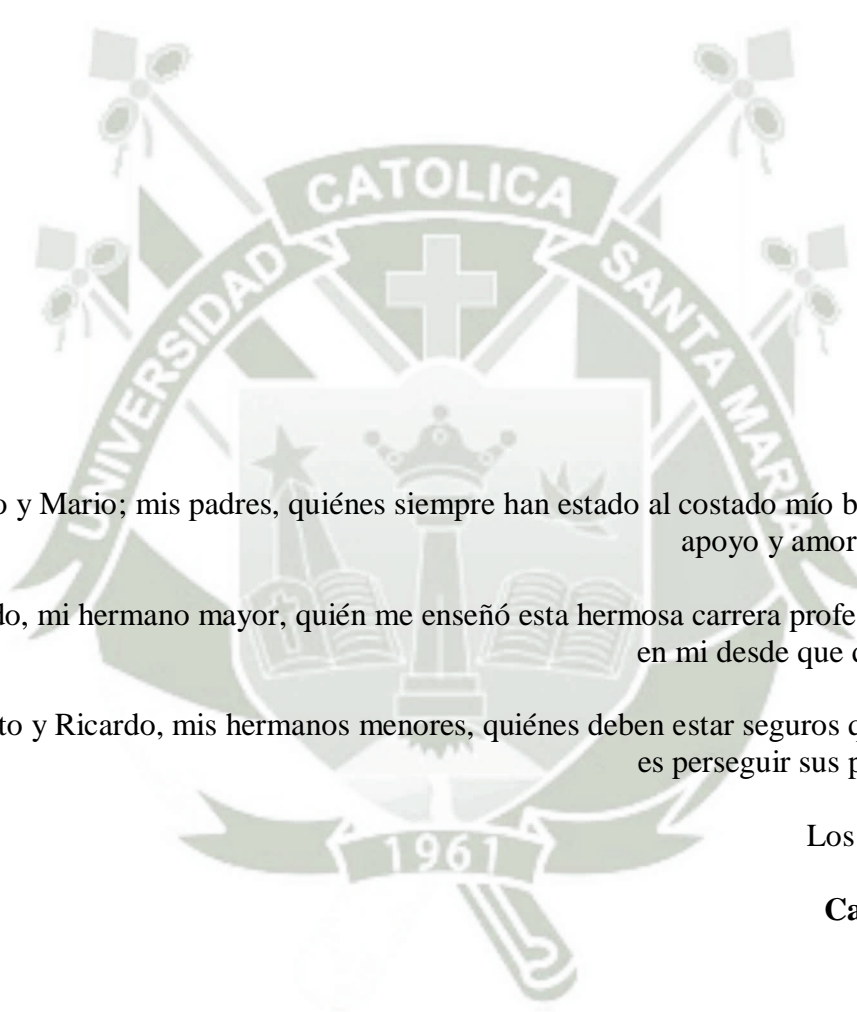 CATOLICA
UNIVERSIDAD
SANTA MARIA
o y Mario; mis padres, quiénes siempre han estado al costado mío b
apoyo y amor
do, mi hermano mayor, quién me enseñó esta hermosa carrera profe
en mi desde que
to y Ricardo, mis hermanos menores, quiénes deben estar seguros
es perseguir sus p
Los
1961
Ca